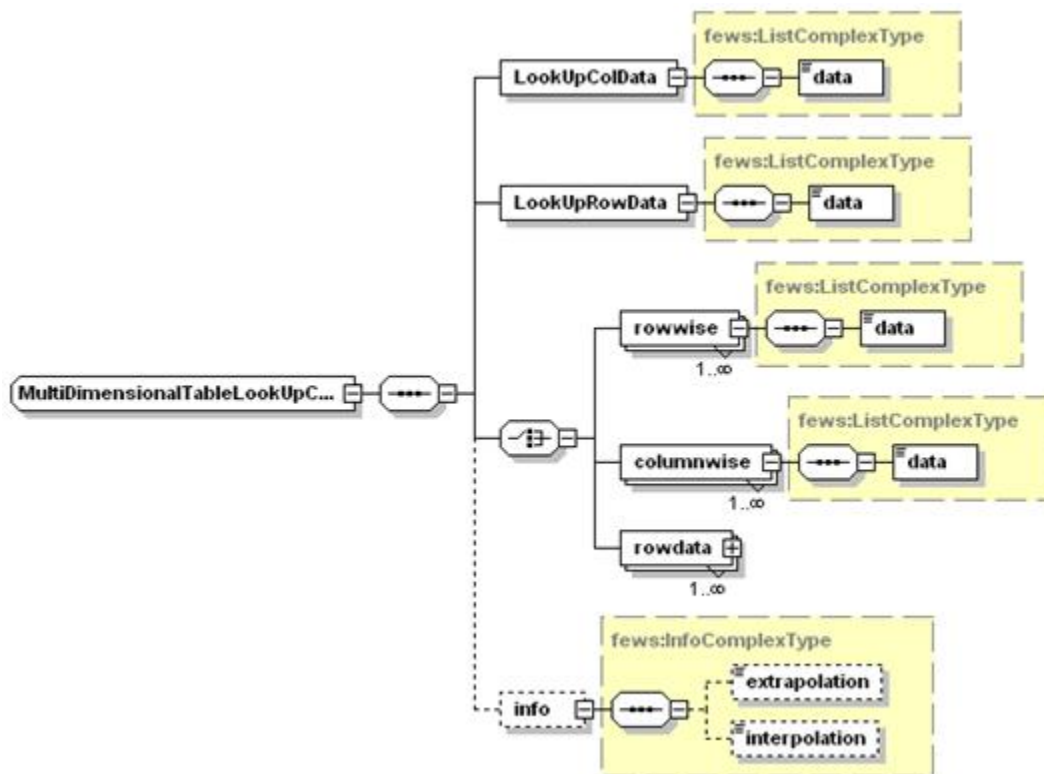 fews:ListComplexType
LookUpColData
data
fews:ListComplexType
LookUpRowData
data
fews:ListComplexType
rowwise
data
1..∞
MultiDimensionalTableLookUpC...
fews:ListComplexType
columnwise
data
1..∞
rowdata
1..∞
fews:InfoComplexType
extrapolation
info
interpolation